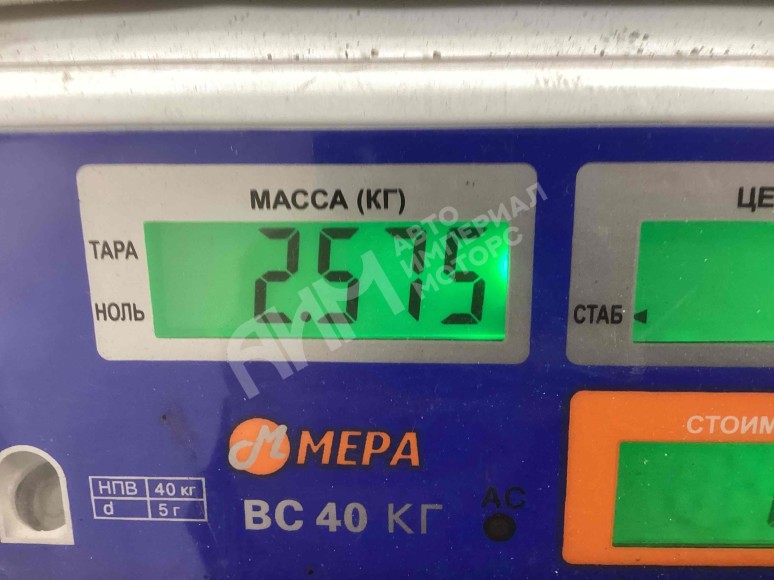 МАССА (КГ)
ТАРА
2.575
НОЛЬ
АИМ АВТО
ИМПЕРИАЛ
МОТОРС
ЦЕ
СТАБ
М МЕРА
НПВ 40 кг
d 5 г
ВС 40 КГ
АС
СТОИМ